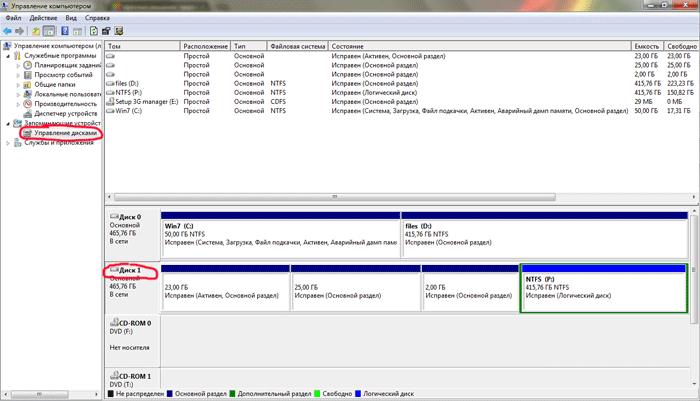 Управление компьютером
Файл Действие Вид Справка
Управление компьютером (л
Служебные программы
Планировщик заданий
Просмотр событий
Общие папки
Локальные пользоват
Производительность
Диспетчер устройств
Запоминающие устройст
Управление дисками
Службы и приложения
Том Расположение Тип Файловая система Состояние Емкость Свободно
Простой Основной Исправен (Активен, Основной раздел) 23,00 ГБ 23,00 ГБ
Простой Основной Исправен (Основной раздел) 25,00 ГБ 25,00 ГБ
Простой Основной Исправен (Основной раздел) 2,00 ГБ 2,00 ГБ
files (D:) Простой Основной NTFS Исправен (Основной раздел) 415,76 ГБ 223,23 ГБ
NTFS (P:) Простой Основной NTFS Исправен (Логический диск) 415,76 ГБ 150,82 ГБ
Setup 3G manager (E:) Простой Основной CDFS Исправен (Основной раздел) 29 МБ 0 МБ
Win7 (C:) Простой Основной NTFS Исправен (Система, Загрузка, Файл подкачки, Активен, Аварийный дамп памяти, Основной раздел) 50,00 ГБ 17,31 ГБ
Диск 0
Основной
465,76 ГБ
В сети
Win7 (C:)
50,00 ГБ NTFS
Исправен (Система, Загрузка, Файл подкачки, Активен, Аварийный дамп памя
files (D:)
415,76 ГБ NTFS
Исправен (Основной раздел)
Диск 1
Основной
465,76 ГБ
В сети
23,00 ГБ
Исправен (Активен, Основной раздел)
25,00 ГБ
Исправен (Основной раздел)
2,00 ГБ
Исправен (Основной раздел)
NTFS (P:)
415,76 ГБ NTFS
Исправен (Логический диск)
CD-ROM 0
DVD (F:)
Нет носителя
CD-ROM 1
DVD (T:)
Не распределен Основной раздел Дополнительный раздел Свободно Логический диск